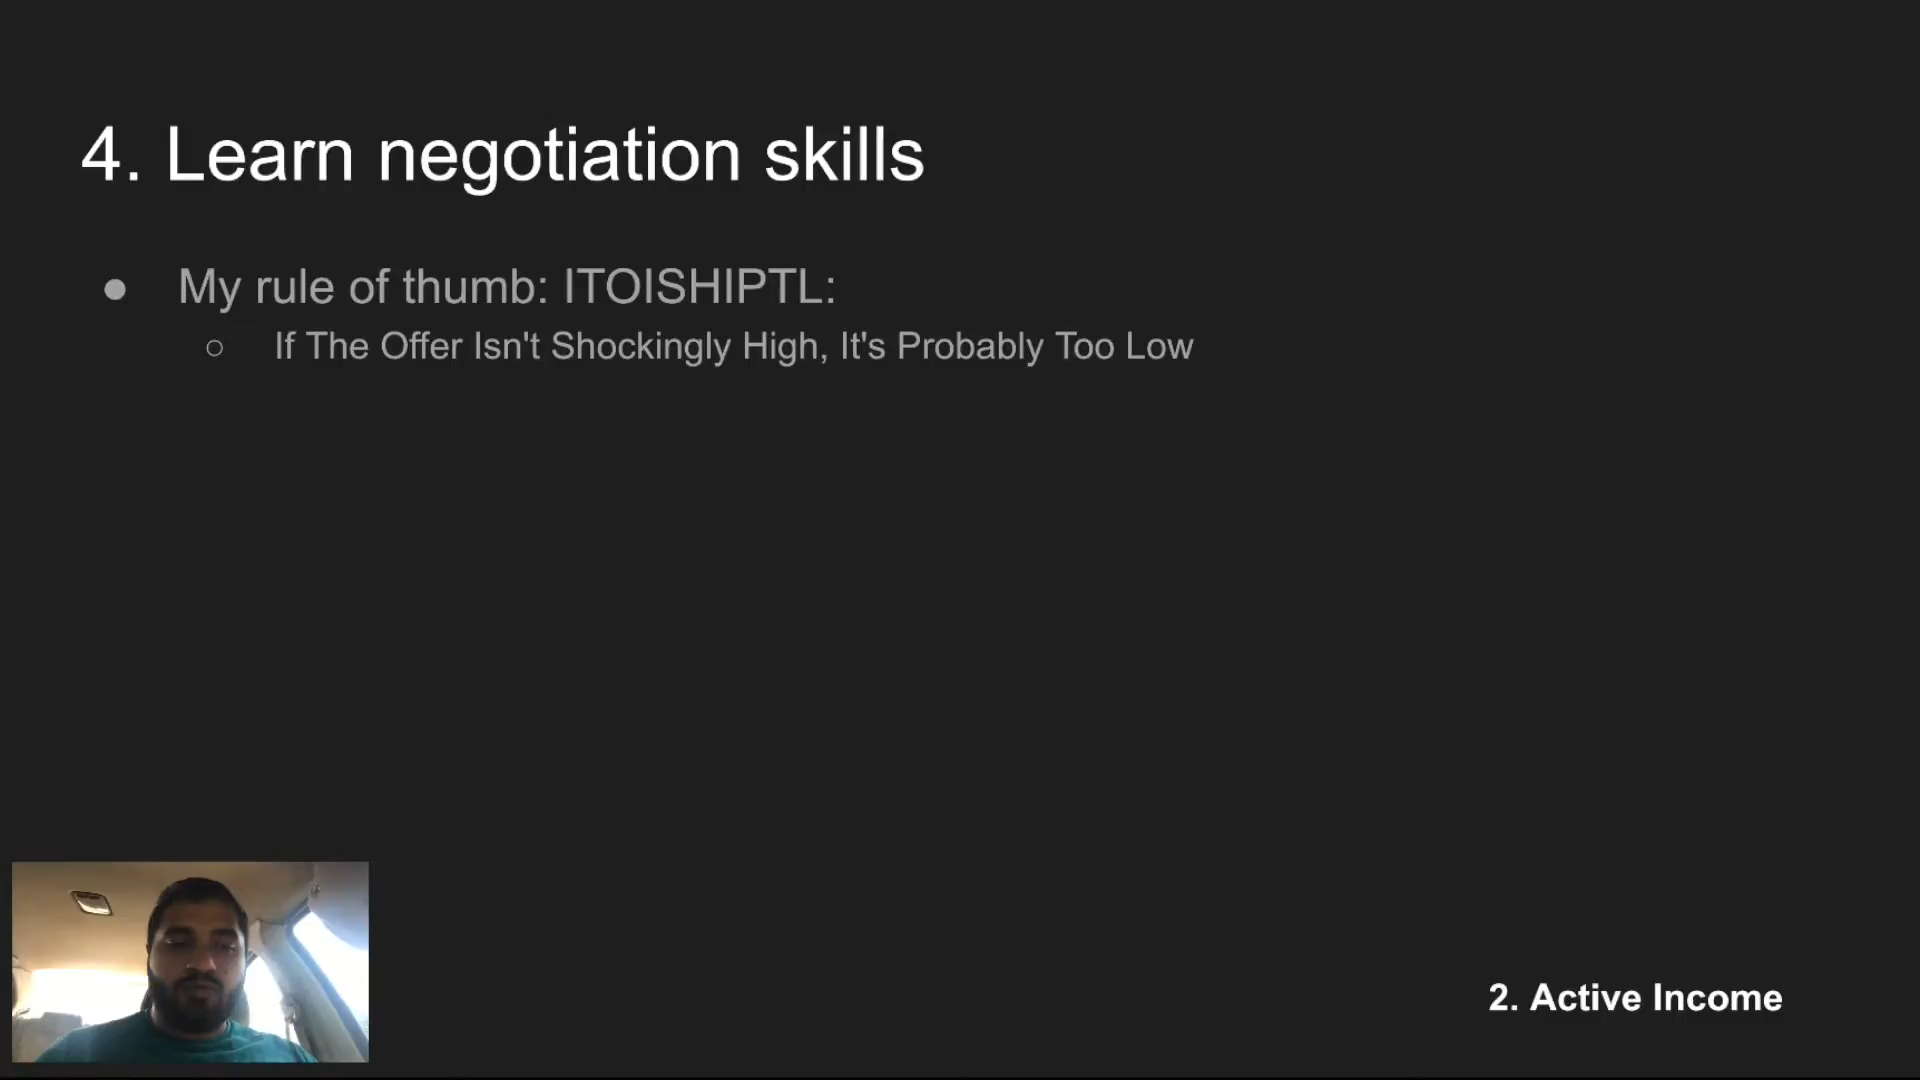 4. Learn negotiation skills
● My rule of thumb: ITOISHIPTL:
○ If The Offer Isn't Shockingly High, It's Probably Too Low
2. Active Income